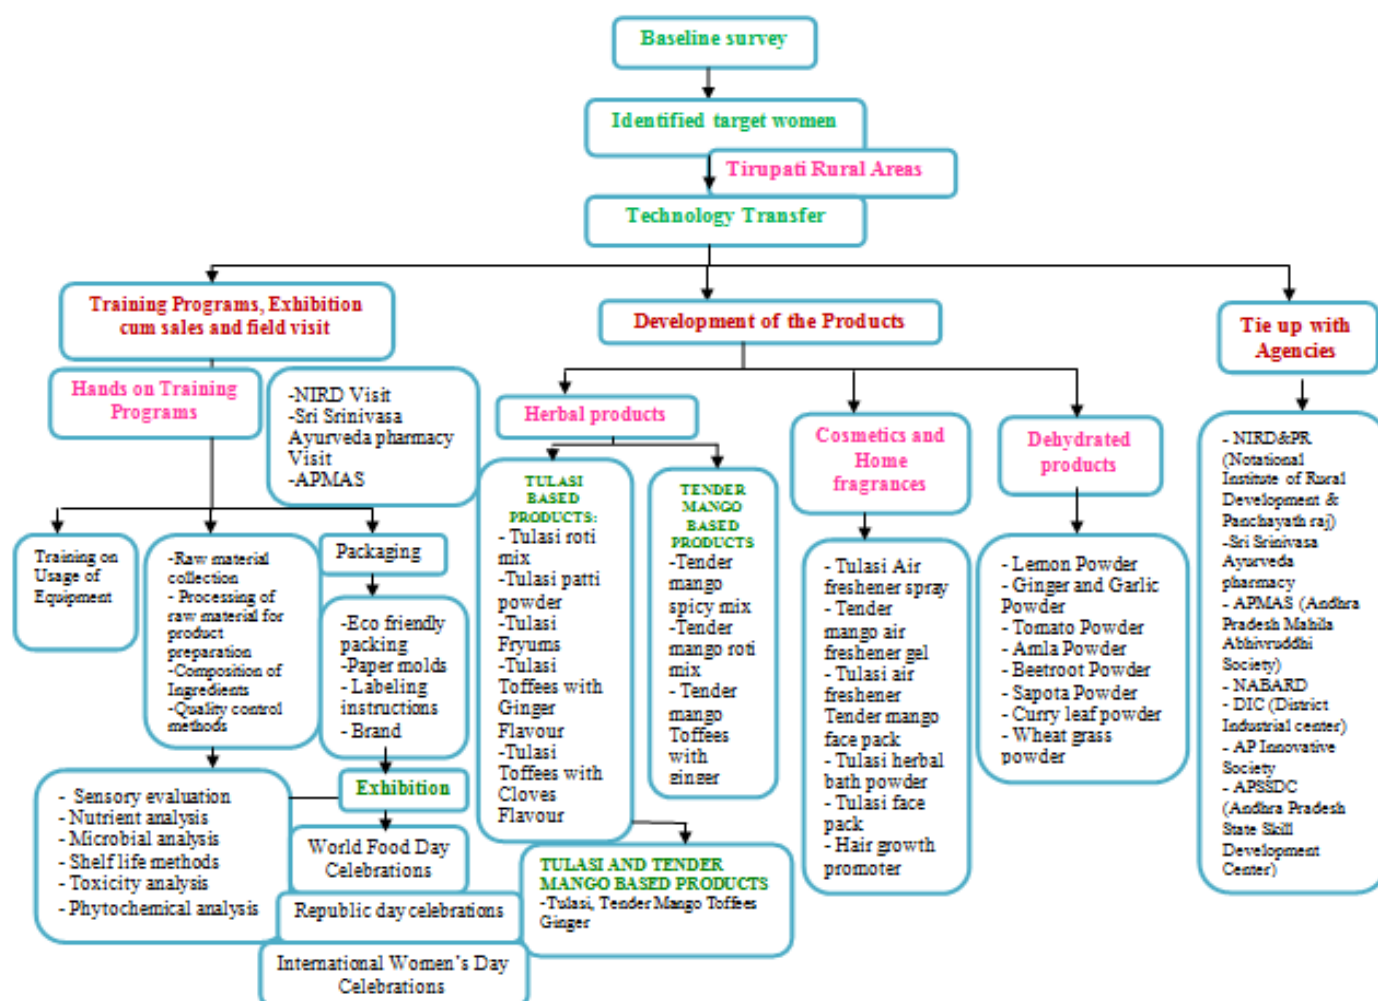 Baseline survey
Identified target women
Tirupati Rural Areas
Technology Transfer
Training Programs, Exhibition
cum sales and field visit
Development of the Products
Tie up with
Agencies
Hands on Training
Programs
-NIRD Visit
-Sri Srinivasa
Ayurveda pharmacy
Visit
-APMAS
Herbal products
Cosmetics and
Home
fragrances
Dehydrated
products
Training on
Usage of
Equipment
-Raw material
collection
- Processing of
raw material for
product
preparation
-Composition of
Ingredients
-Quality control
methods
Packaging
-Eco friendly
packing
-Paper molds
- Labeling
instructions
- Brand
Exhibition
- Sensory evaluation
- Nutrient analysis
- Microbial analysis
- Shelf life methods
- Toxicity analysis
- Phytochemical analysis
World Food Day
Celebrations
Republic day celebrations
International Women's Day
Celebrations
TULASI
BASED
PRODUCTS:
- Tulasi roti
mix
-Tulasi patti
powder
-Tulasi
Fryums
-Tulasi
Toffees with
Ginger
Flavour
-Tulasi
Toffees with
Cloves
Flavour
TENDER
MANGO
BASED
PRODUCTS
-Tender
mango
spicy mix
-Tender
mango roti
mix
- Tender
mango
Toffees
with
ginger
TULASI AND TENDER
MANGO BASED PRODUCTS
-Tulasi, Tender Mango Toffees
Ginger
- Tulasi Air
freshener spray
- Tender
mango air
freshener gel
- Tulasi air
freshener
Tender mango
face pack
- Tulasi herbal
bath powder
- Tulasi face
pack
- Hair growth
promoter
- Lemon Powder
- Ginger and Garlic
Powder
- Tomato Powder
- Amla Powder
- Beetroot Powder
- Sapota Powder
- Curry leaf powder
- Wheat grass
powder
- NIRD&PR
(Notational
Institute of Rural
Development &
Panchayath raj)
-Sri Srinivasa
Ayurveda
pharmacy
- APMAS (Andhra
Pradesh Mahila
Abhivruddhi
Society)
- NABARD
- DIC (District
Industrial center)
- AP Innovative
Society
- APSSDC
(Andhra Pradesh
State Skill
Development
Center)